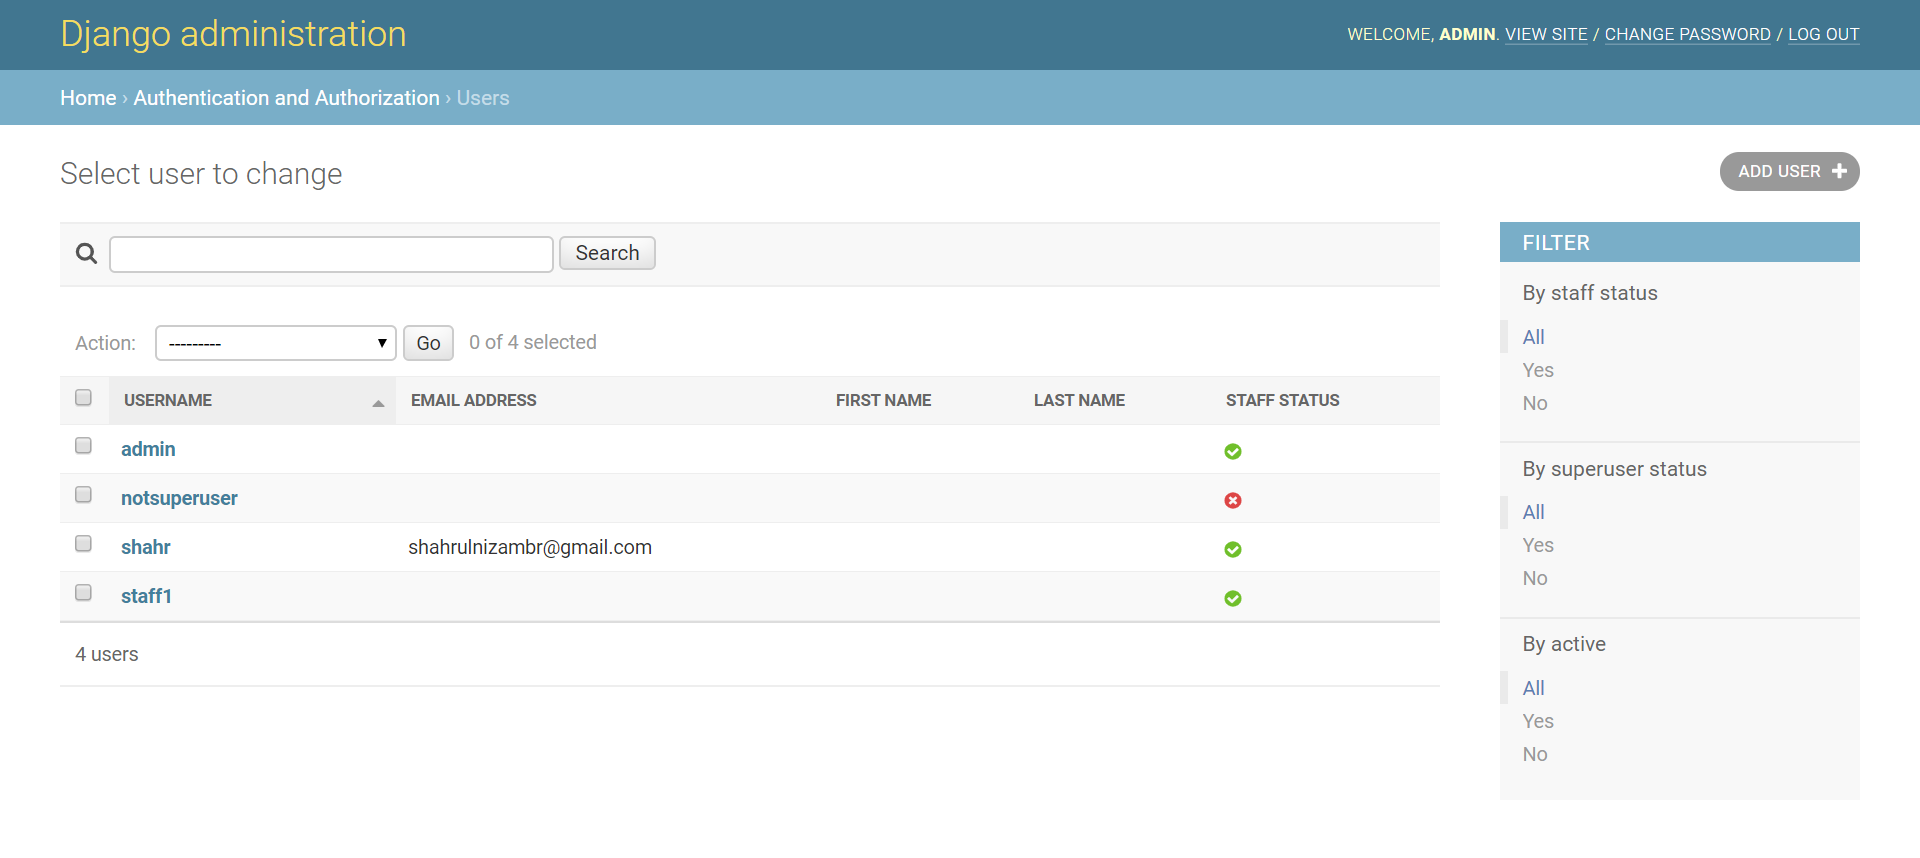 Django administration
WELCOME, ADMIN. VIEW SITE / CHANGE PASSWORD / LOG OUT
Home › Authentication and Authorization › Users
Select user to change
ADD USER
Search
Action: --------- Go 0 of 4 selected
USERNAME EMAIL ADDRESS FIRST NAME LAST NAME STAFF STATUS
admin
notsuperuser
shahr shahrulnizambr@gmail.com
staff1
4 users
FILTER
By staff status
All
Yes
No
By superuser status
All
Yes
No
By active
All
Yes
No